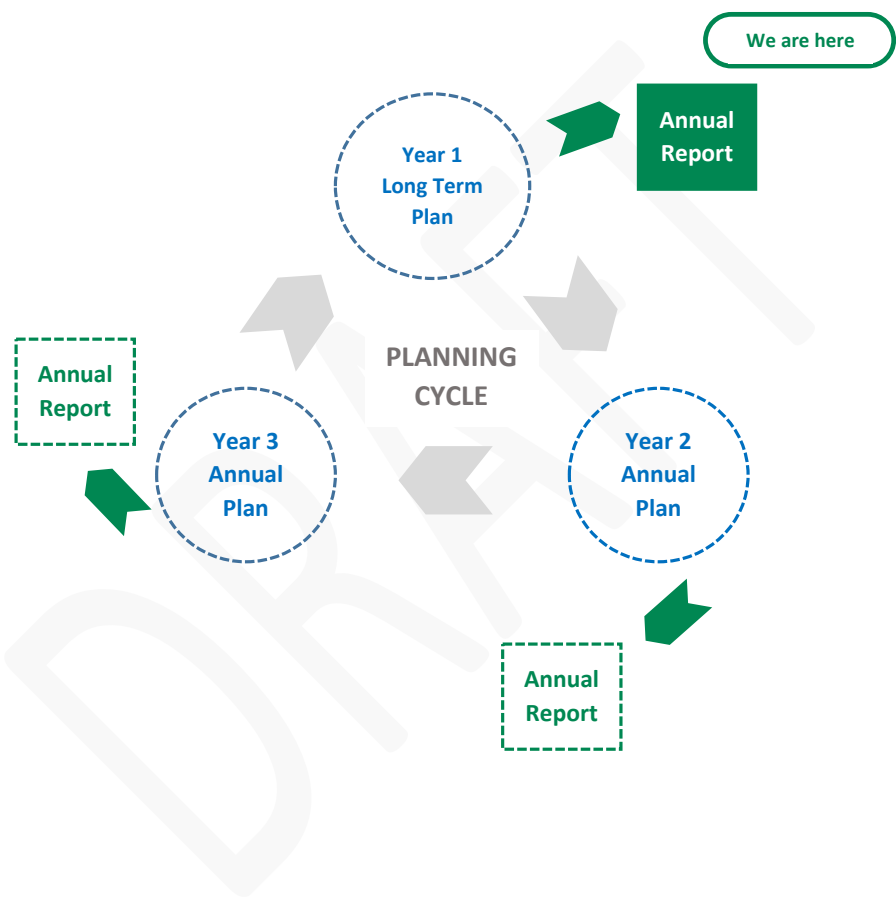 We are here
Annual
Report
Year 1
Long Term
Plan
PLANNING
CYCLE
Annual
Report
Year 3
Annual
Plan
Year 2
Annual
Plan
Annual
Report
DRAFT